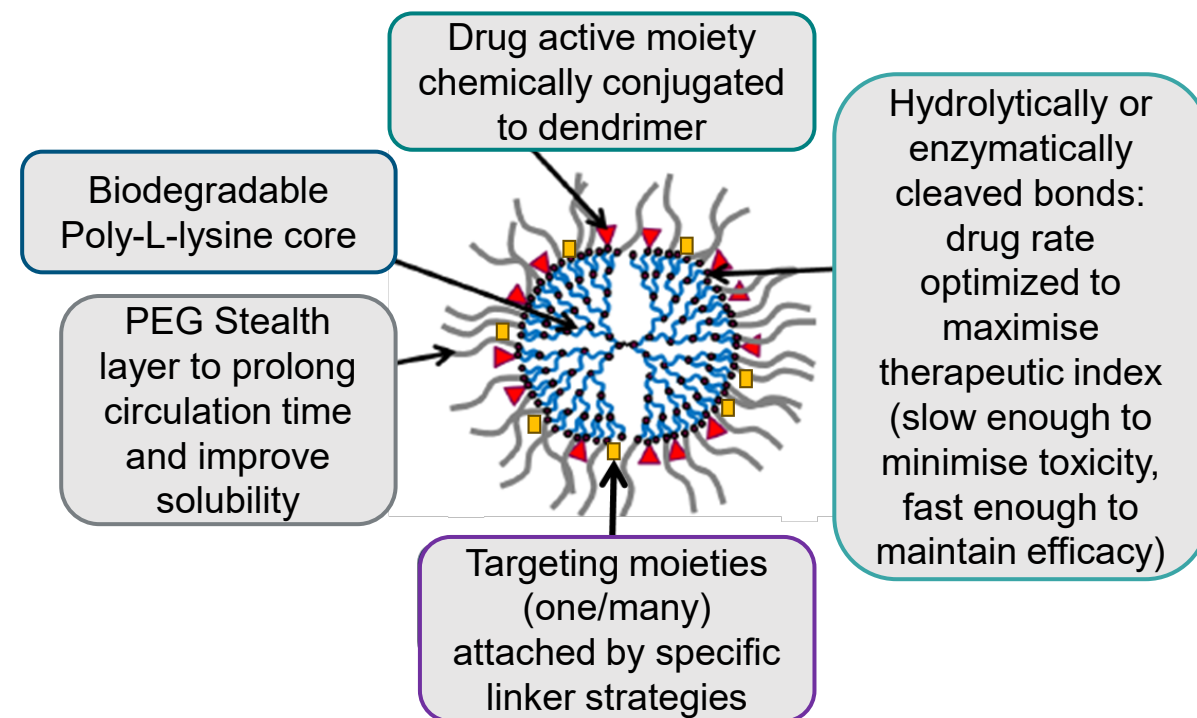 Drug active moiety
chemically conjugated
to dendrimer
Biodegradable
Poly-L-lysine core
PEG Stealth
layer to prolong
circulation time
and improve
solubility
Hydrolytically or
enzymatically
cleaved bonds:
drug rate
optimized to
maximise
therapeutic index
(slow enough to
minimise toxicity,
fast enough to
maintain efficacy)
Targeting moieties
(one/many)
attached by specific
linker strategies